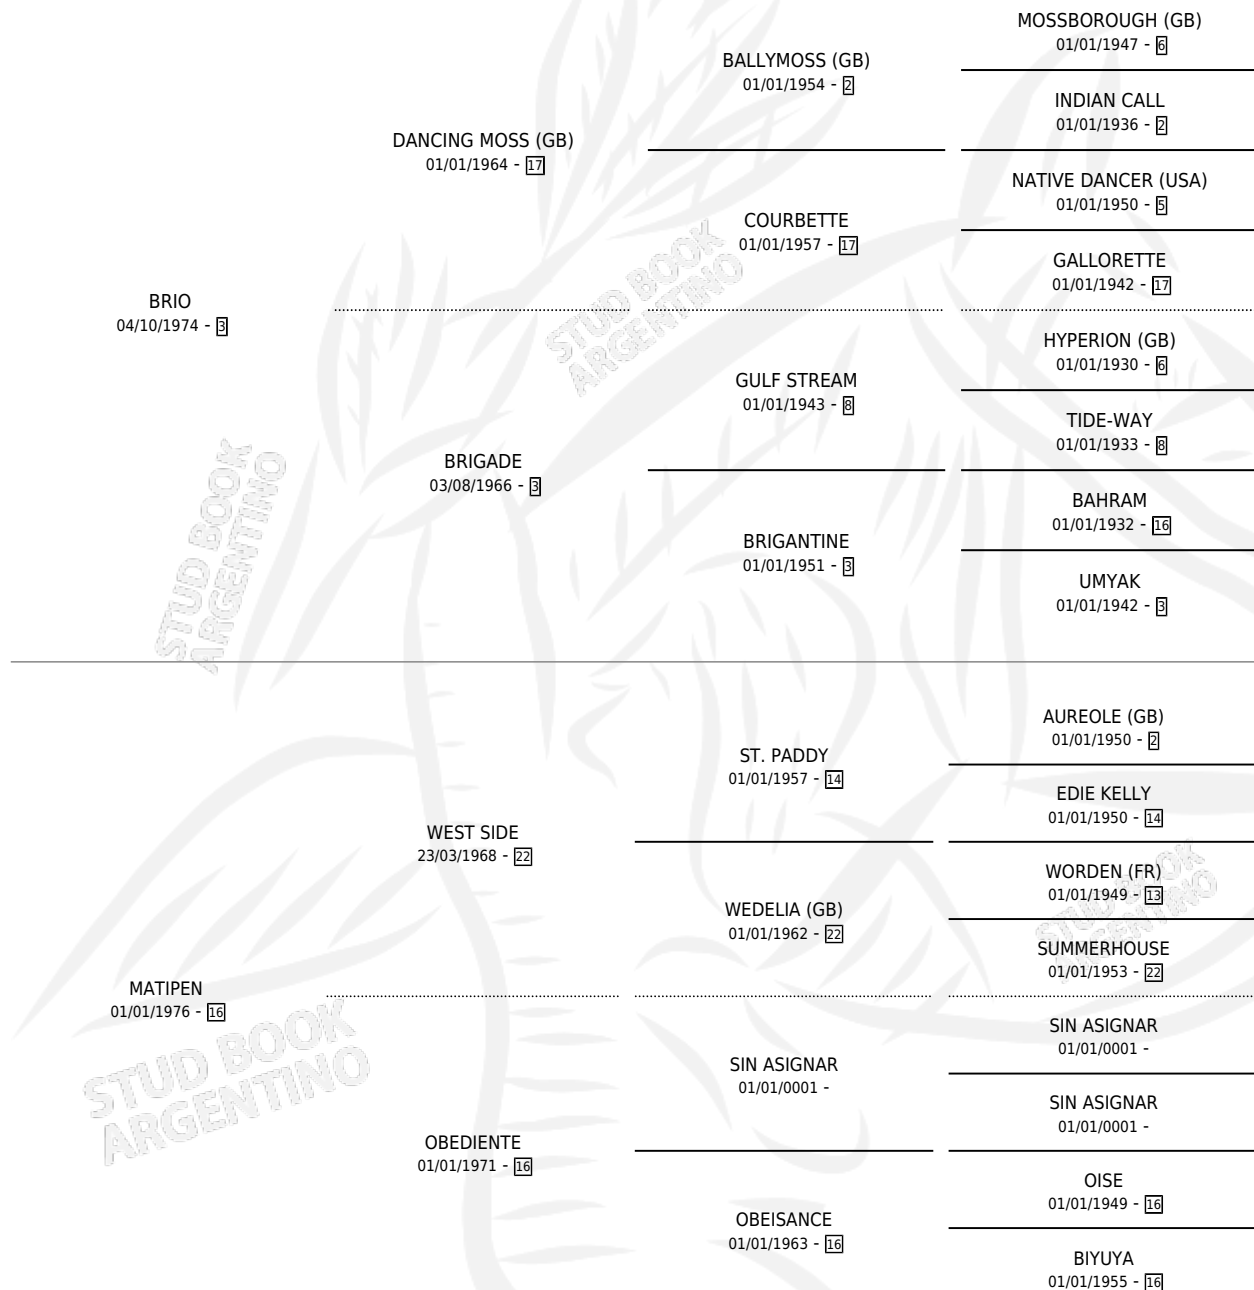 MOSSBOROUGH (GB)
01/01/1947 - 6
BALLYMOSS (GB)
01/01/1954 - 2
INDIAN CALL
01/01/1936 - 2
DANCING MOSS (GB)
01/01/1964 - 17
NATIVE DANCER (USA)
01/01/1950 - 5
COURBETTE
01/01/1957 - 17
GALLORETTE
01/01/1942 - 17
BRIO
04/10/1974 - 3
HYPERION (GB)
01/01/1930 - 6
GULF STREAM
01/01/1943 - 8
TIDE-WAY
01/01/1933 - 8
BRIGADE
03/08/1966 - 3
BAHRAM
01/01/1932 - 16
BRIGANTINE
01/01/1951 - 3
UMYAK
01/01/1942 - 3
AUREOLE (GB)
01/01/1950 - 2
ST. PADDY
01/01/1957 - 14
EDIE KELLY
01/01/1950 - 14
WEST SIDE
23/03/1968 - 22
WORDEN (FR)
01/01/1949 - 13
WEDELIA (GB)
01/01/1962 - 22
SUMMERHOUSE
01/01/1953 - 22
MATIPEN
01/01/1976 - 16
SIN ASIGNAR
01/01/0001 -
SIN ASIGNAR
01/01/0001 -
SIN ASIGNAR
01/01/0001 -
OBEDIENTE
01/01/1971 - 16
OISE
01/01/1949 - 16
OBEISANCE
01/01/1963 - 16
BIYUYA
01/01/1955 - 16
STUD BOOK
ARGENTINO
STUD BOOK
ARGENTINO
STUD BOOK
ARGENTINO
STUD BOOK
ARGENTINO